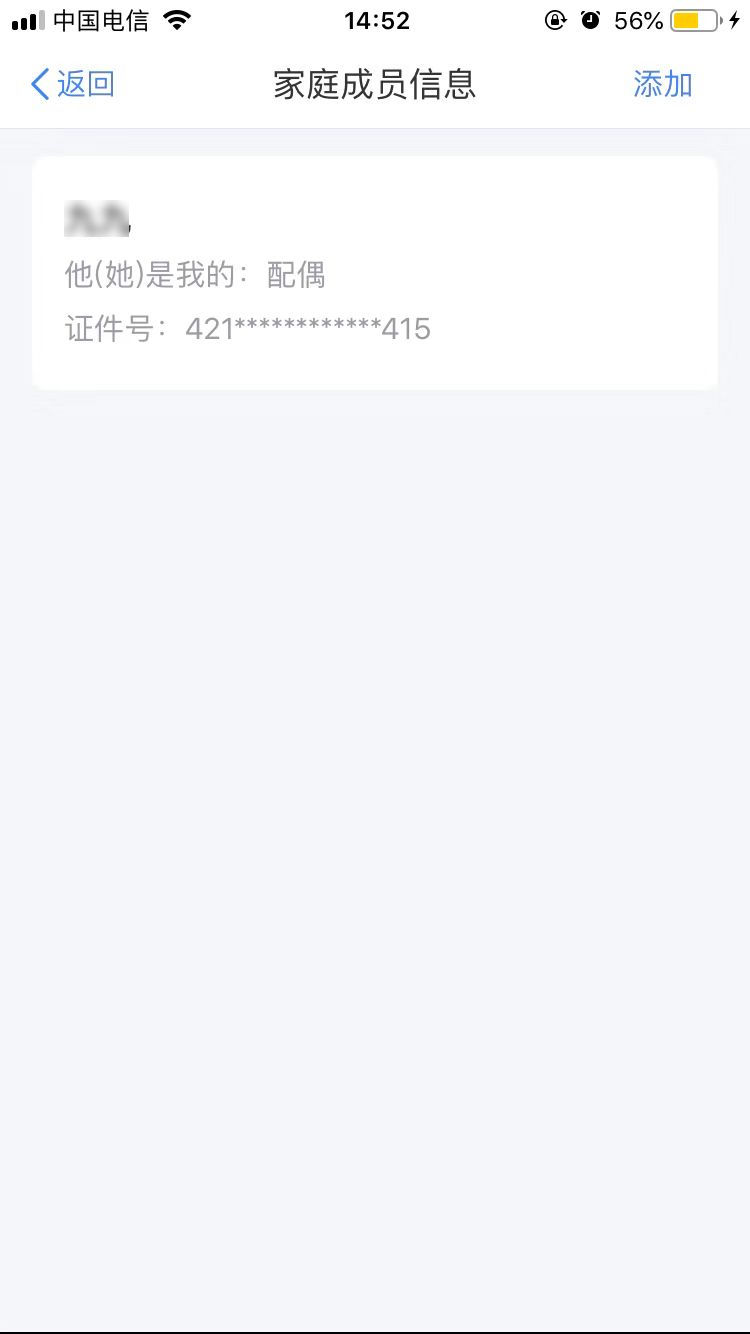 中国电信 14:52 56%
返回 家庭成员信息 添加
他(她)是我的：配偶
证件号：421************415